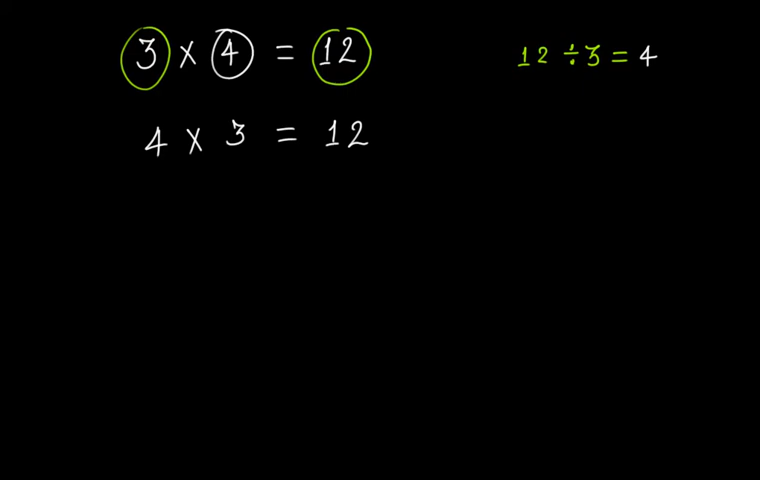 3 × 4 = 12
12 ÷ 3 = 4
4 × 3 = 12